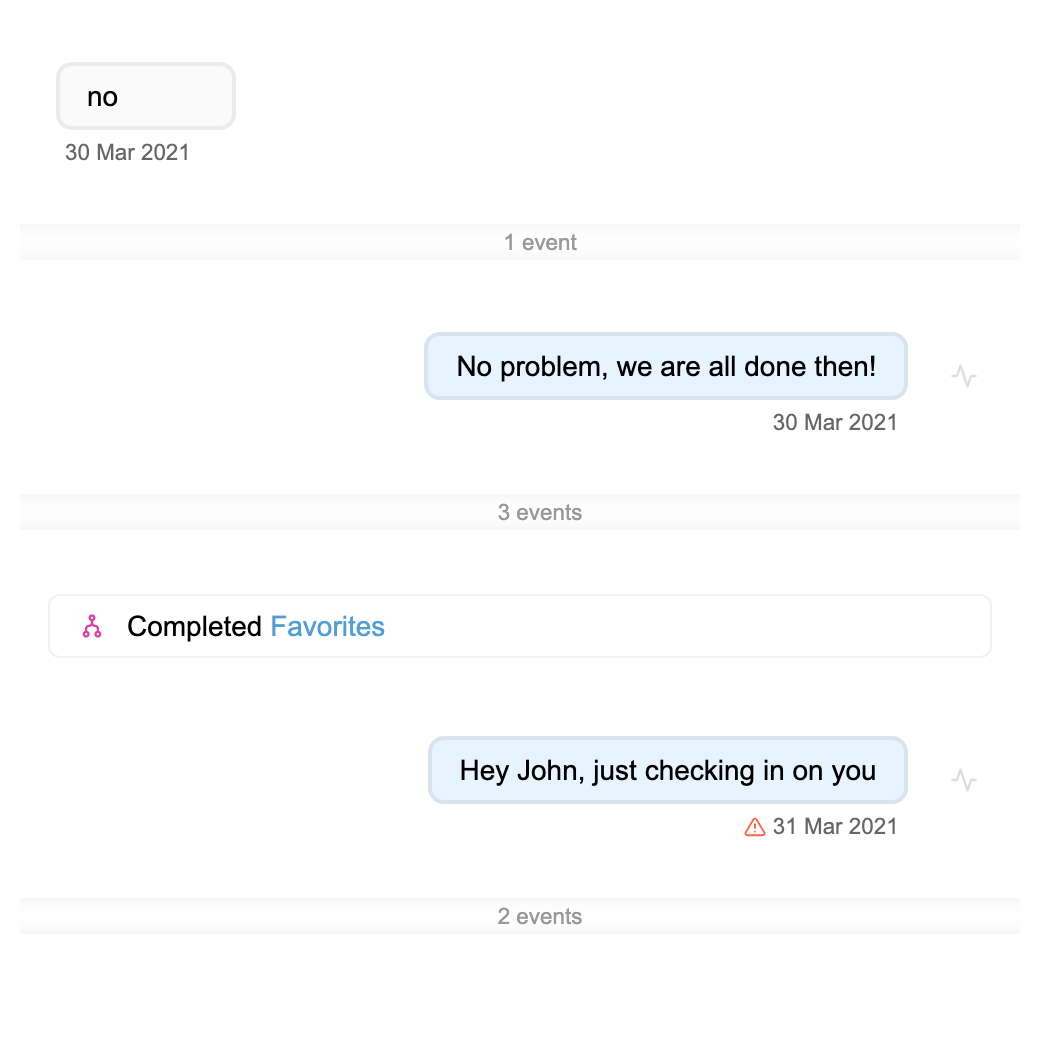 no
30 Mar 2021
1 event
No problem, we are all done then!
30 Mar 2021
3 events
Completed Favorites
Hey John, just checking in on you
31 Mar 2021
2 events